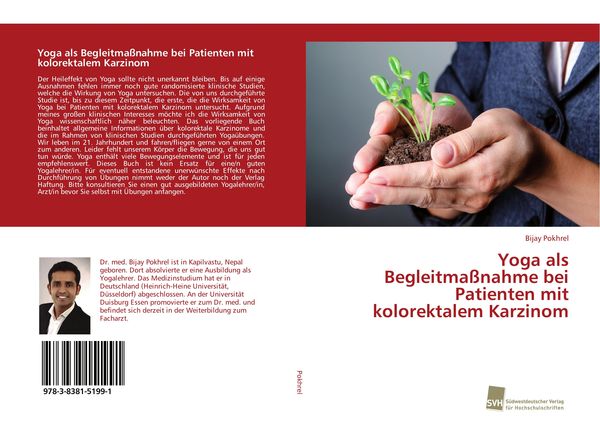 Yoga als Begleitmaßnahme bei Patienten mit
kolorektalem Karzinom
Der Heileffekt von Yoga sollte nicht unerkannt bleiben. Bis auf einige
Ausnahmen fehlen immer noch gute randomisierte klinische Studien,
welche die Wirkung von Yoga untersuchen. Die von uns durchgeführte
Studie ist, bis zu diesem Zeitpunkt, die erste, die die Wirksamkeit von
Yoga bei Patienten mit kolorektalem Karzinom untersucht. Aufgrund
meines großen klinischen Interesses möchte ich die Wirksamkeit von
Yoga wissenschaftlich näher beleuchten. Das vorliegende Buch
beinhaltet allgemeine Informationen über kolorektale Karzinome und
die im Rahmen von klinischen Studien durchgeführten Yogaübungen.
Wir leben im 21. Jahrhundert und fahren/fliegen gerne von einem Ort
zum anderen. Leider fehlt unserem Körper die Bewegung, die uns gut
tun würde. Yoga enthält viele Bewegungselemente und ist für jeden
empfehlenswert. Dieses Buch ist kein Ersatz für eine/n guten
Yogalehrer/in. Für eventuell entstandene unerwünschte Effekte nach
Durchführung von Übungen nimmt weder der Autor noch der Verlag
Haftung. Bitte konsultieren Sie einen gut ausgebildeten Yogalehrer/in,
Arzt/in bevor Sie selbst mit Übungen anfangen.
Dr. med. Bijay Pokhrel ist in Kapilvastu, Nepal
geboren. Dort absolvierte er eine Ausbildung als
Yogalehrer. Das Medizinstudium hat er in
Deutschland (Heinrich-Heine Universität,
Düsseldorf) abgeschlossen. An der Universität
Duisburg Essen promovierte er zum Dr. med. und
befindet sich derzeit in der Weiterbildung zum
Facharzt.
978-3-8381-5199-1
Pokhrel
Bijay Pokhrel
Yoga als
Begleitmaßnahme bei
Patienten mit
kolorektalem Karzinom
SVH
Südwestdeutscher Verlag
für Hochschulschriften